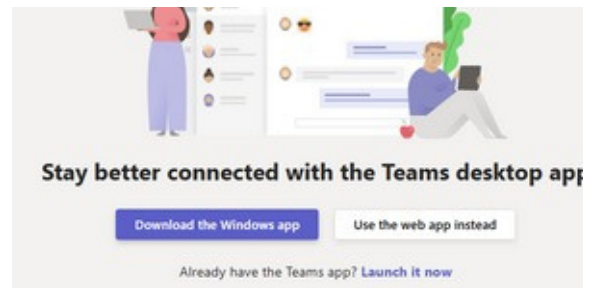 Stay better connected with the Teams desktop app
Download the Windows app Use the web app instead
Already have the Teams app? Launch it now